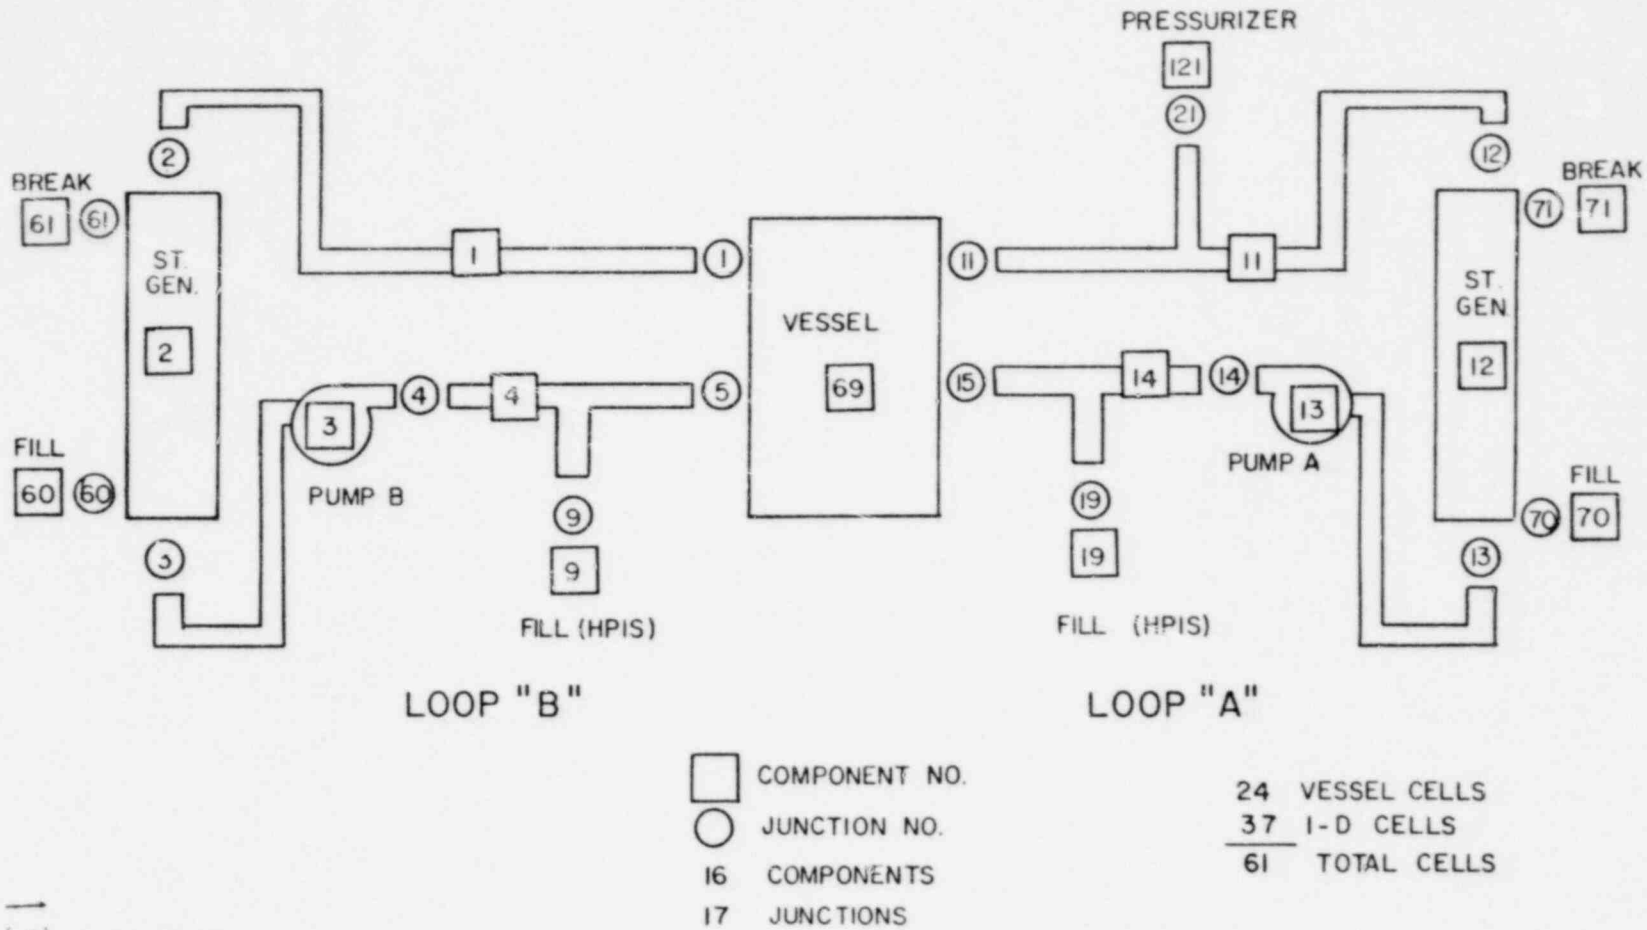 PRESSURIZER
121
21
2
12
BREAK
61 61
BREAK
71 71
ST.
GEN.
2
1
1
VESSEL
69
11
11
ST.
GEN
12
3
4
4
5
15
14
14
13
PUMP B
PUMP A
FILL
60 60
FILL
70 70
3
9
9
FILL (HPIS)
19
19
FILL (HPIS)
13
LOOP "B"
LOOP "A"
COMPONENT NO.
JUNCTION NO.
16 COMPONENTS
17 JUNCTIONS
24 VESSEL CELLS
37 1-D CELLS
61 TOTAL CELLS